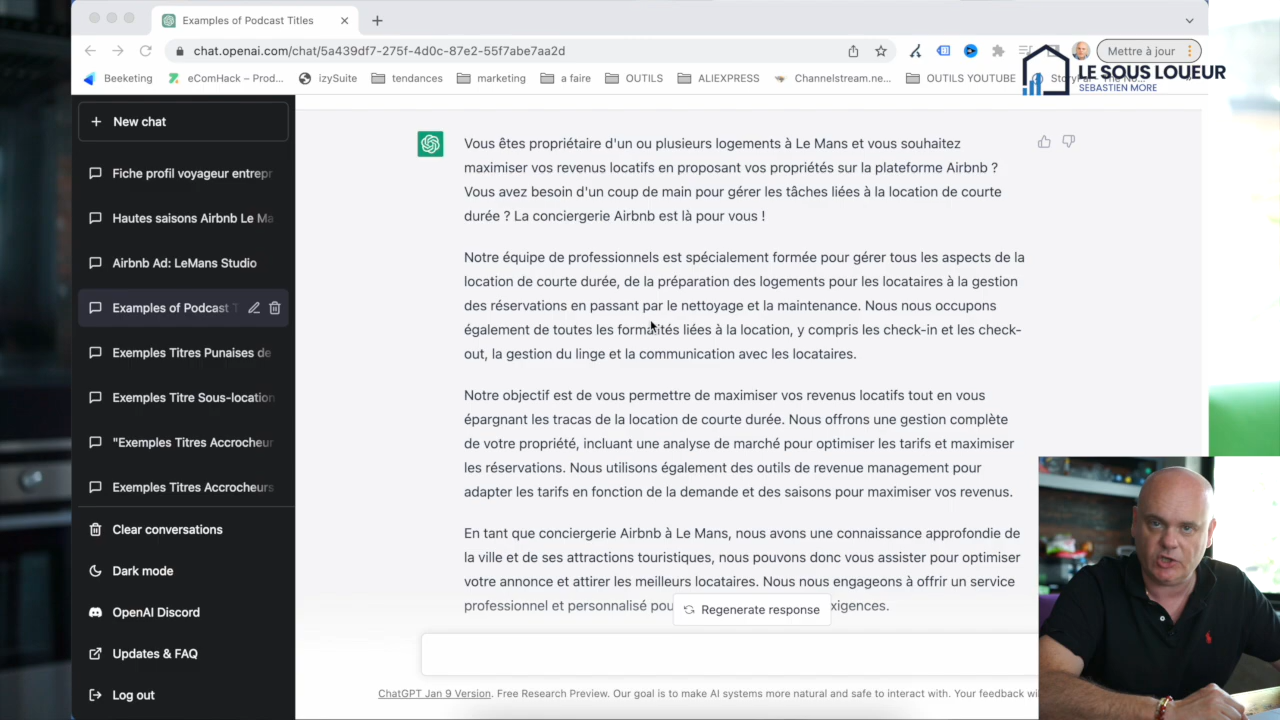 Examples of Podcast Titles
chat.openai.com/chat/5a439df7-275f-4d0c-87e2-55f7abe7aa2d
Mettre à jour
Beeketing
eComHack – Prod...
izySuite
tendances
marketing
a faire
OUTILS
ALIEXPRESS
Channelstream.ne...
OUTILS YOUTUBE
LE SOUS LOUEUR
SEBASTIEN MORE
New chat
Fiche profil voyageur entrepr
Hautes saisons Airbnb Le Ma
Airbnb Ad: LeMans Studio
Examples of Podcast T
Exemples Titres Punaises de
Exemples Titre Sous-location
"Exemples Titres Accrocheur
Exemples Titres Accrocheurs
Clear conversations
Dark mode
OpenAI Discord
Updates & FAQ
Log out
Vous êtes propriétaire d'un ou plusieurs logements à Le Mans et vous souhaitez
maximiser vos revenus locatifs en proposant vos propriétés sur la plateforme Airbnb ?
Vous avez besoin d'un coup de main pour gérer les tâches liées à la location de courte
durée ? La conciergerie Airbnb est là pour vous !
Notre équipe de professionnels est spécialement formée pour gérer tous les aspects de la
location de courte durée, de la préparation des logements pour les locataires à la gestion
des réservations en passant par le nettoyage et la maintenance. Nous nous occupons
également de toutes les formalités liées à la location, y compris les check-in et les check-
out, la gestion du linge et la communication avec les locataires.
Notre objectif est de vous permettre de maximiser vos revenus locatifs tout en vous
épargnant les tracas de la location de courte durée. Nous offrons une gestion complète
de votre propriété, incluant une analyse de marché pour optimiser les tarifs et maximiser
les réservations. Nous utilisons également des outils de revenue management pour
adapter les tarifs en fonction de la demande et des saisons pour maximiser vos revenus.
En tant que conciergerie Airbnb à Le Mans, nous avons une connaissance approfondie de
la ville et de ses attractions touristiques, nous pouvons donc vous assister pour optimiser
votre annonce et attirer les meilleurs locataires. Nous nous engageons à offrir un service
professionnel et personnalisé pou xigences.
Regenerate response
ChatGPT Jan 9 Version. Free Research Preview. Our goal is to make AI systems more natural and safe to interact with. Your feedback wi